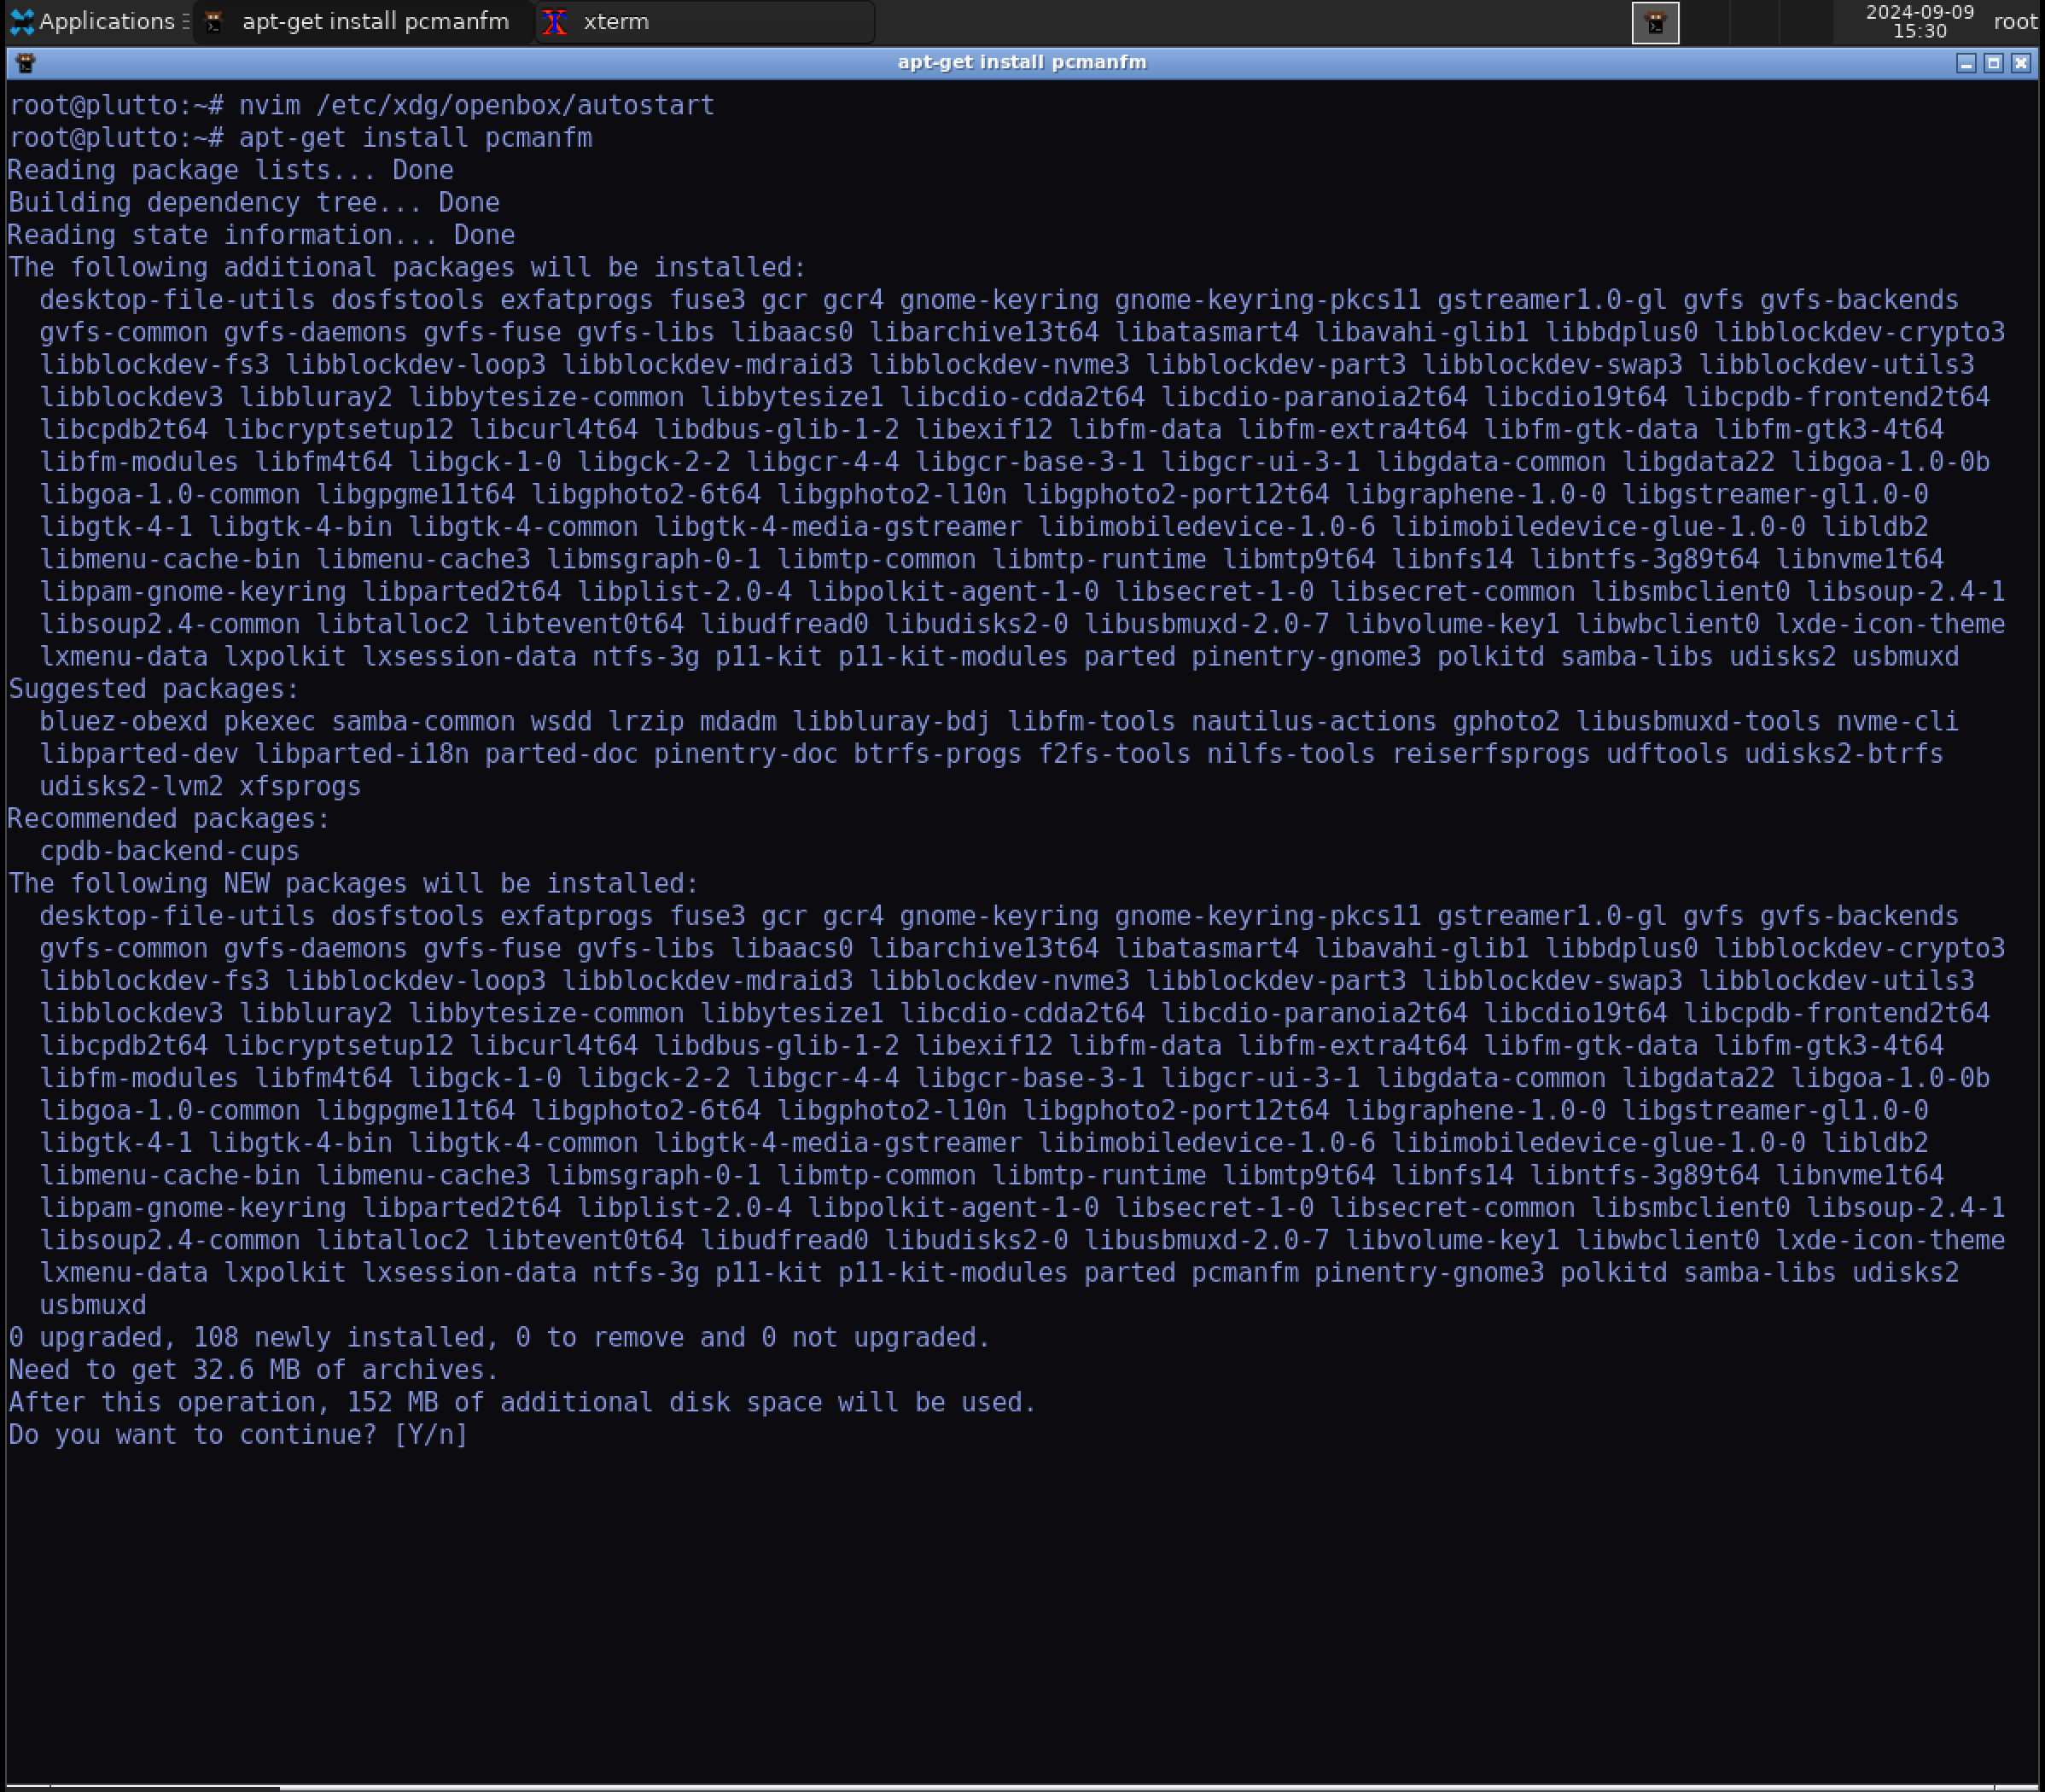 Applications apt-get install pcmanfm xterm 2024-09-09 root
15:30
apt-get install pcmanfm
root@plutto:~# nvim /etc/xdg/openbox/autostart
root@plutto:~# apt-get install pcmanfm
Reading package lists... Done
Building dependency tree... Done
Reading state information... Done
The following additional packages will be installed:
  desktop-file-utils dosfstools exfatprogs fuse3 gcr gcr4 gnome-keyring gnome-keyring-pkcs11 gstreamer1.0-gl gvfs gvfs-backends
  gvfs-common gvfs-daemons gvfs-fuse gvfs-libs libaacs0 libarchive13t64 libatasmart4 libavahi-glib1 libbdplus0 libblockdev-crypto3
  libblockdev-fs3 libblockdev-loop3 libblockdev-mdraid3 libblockdev-nvme3 libblockdev-part3 libblockdev-swap3 libblockdev-utils3
  libblockdev3 libbluray2 libbytesize-common libbytesize1 libcdio-cdda2t64 libcdio-paranoia2t64 libcdio19t64 libcpdb-frontend2t64
  libcpdb2t64 libcryptsetup12 libcurl4t64 libdbus-glib-1-2 libexif12 libfm-data libfm-extra4t64 libfm-gtk-data libfm-gtk3-4t64
  libfm-modules libfm4t64 libgck-1-0 libgck-2-2 libgcr-4-4 libgcr-base-3-1 libgcr-ui-3-1 libgdata-common libgdata22 libgoa-1.0-0b
  libgoa-1.0-common libgpgme11t64 libgphoto2-6t64 libgphoto2-l10n libgphoto2-port12t64 libgraphene-1.0-0 libgstreamer-gl1.0-0
  libgtk-4-1 libgtk-4-bin libgtk-4-common libgtk-4-media-gstreamer libimobiledevice-1.0-6 libimobiledevice-glue-1.0-0 libldb2
  libmenu-cache-bin libmenu-cache3 libmsgraph-0-1 libmtp-common libmtp-runtime libmtp9t64 libnfs14 libntfs-3g89t64 libnvme1t64
  libpam-gnome-keyring libparted2t64 libplist-2.0-4 libpolkit-agent-1-0 libsecret-1-0 libsecret-common libsmbclient0 libsoup-2.4-1
  libsoup2.4-common libtalloc2 libtevent0t64 libudfread0 libudisks2-0 libusbmuxd-2.0-7 libvolume-key1 libwbclient0 lxde-icon-theme
  lxmenu-data lxpolkit lxsession-data ntfs-3g p11-kit p11-kit-modules parted pinentry-gnome3 polkitd samba-libs udisks2 usbmuxd
Suggested packages:
  bluez-obexd pkexec samba-common wsdd lrzip mdadm libbluray-bdj libfm-tools nautilus-actions gphoto2 libusbmuxd-tools nvme-cli
  libparted-dev libparted-i18n parted-doc pinentry-doc btrfs-progs f2fs-tools nilfs-tools reiserfsprogs udftools udisks2-btrfs
  udisks2-lvm2 xfsprogs
Recommended packages:
  cpdb-backend-cups
The following NEW packages will be installed:
  desktop-file-utils dosfstools exfatprogs fuse3 gcr gcr4 gnome-keyring gnome-keyring-pkcs11 gstreamer1.0-gl gvfs gvfs-backends
  gvfs-common gvfs-daemons gvfs-fuse gvfs-libs libaacs0 libarchive13t64 libatasmart4 libavahi-glib1 libbdplus0 libblockdev-crypto3
  libblockdev-fs3 libblockdev-loop3 libblockdev-mdraid3 libblockdev-nvme3 libblockdev-part3 libblockdev-swap3 libblockdev-utils3
  libblockdev3 libbluray2 libbytesize-common libbytesize1 libcdio-cdda2t64 libcdio-paranoia2t64 libcdio19t64 libcpdb-frontend2t64
  libcpdb2t64 libcryptsetup12 libcurl4t64 libdbus-glib-1-2 libexif12 libfm-data libfm-extra4t64 libfm-gtk-data libfm-gtk3-4t64
  libfm-modules libfm4t64 libgck-1-0 libgck-2-2 libgcr-4-4 libgcr-base-3-1 libgcr-ui-3-1 libgdata-common libgdata22 libgoa-1.0-0b
  libgoa-1.0-common libgpgme11t64 libgphoto2-6t64 libgphoto2-l10n libgphoto2-port12t64 libgraphene-1.0-0 libgstreamer-gl1.0-0
  libgtk-4-1 libgtk-4-bin libgtk-4-common libgtk-4-media-gstreamer libimobiledevice-1.0-6 libimobiledevice-glue-1.0-0 libldb2
  libmenu-cache-bin libmenu-cache3 libmsgraph-0-1 libmtp-common libmtp-runtime libmtp9t64 libnfs14 libntfs-3g89t64 libnvme1t64
  libpam-gnome-keyring libparted2t64 libplist-2.0-4 libpolkit-agent-1-0 libsecret-1-0 libsecret-common libsmbclient0 libsoup-2.4-1
  libsoup2.4-common libtalloc2 libtevent0t64 libudfread0 libudisks2-0 libusbmuxd-2.0-7 libvolume-key1 libwbclient0 lxde-icon-theme
  lxmenu-data lxpolkit lxsession-data ntfs-3g p11-kit p11-kit-modules parted pcmanfm pinentry-gnome3 polkitd samba-libs udisks2
  usbmuxd
0 upgraded, 108 newly installed, 0 to remove and 0 not upgraded.
Need to get 32.6 MB of archives.
After this operation, 152 MB of additional disk space will be used.
Do you want to continue? [Y/n]